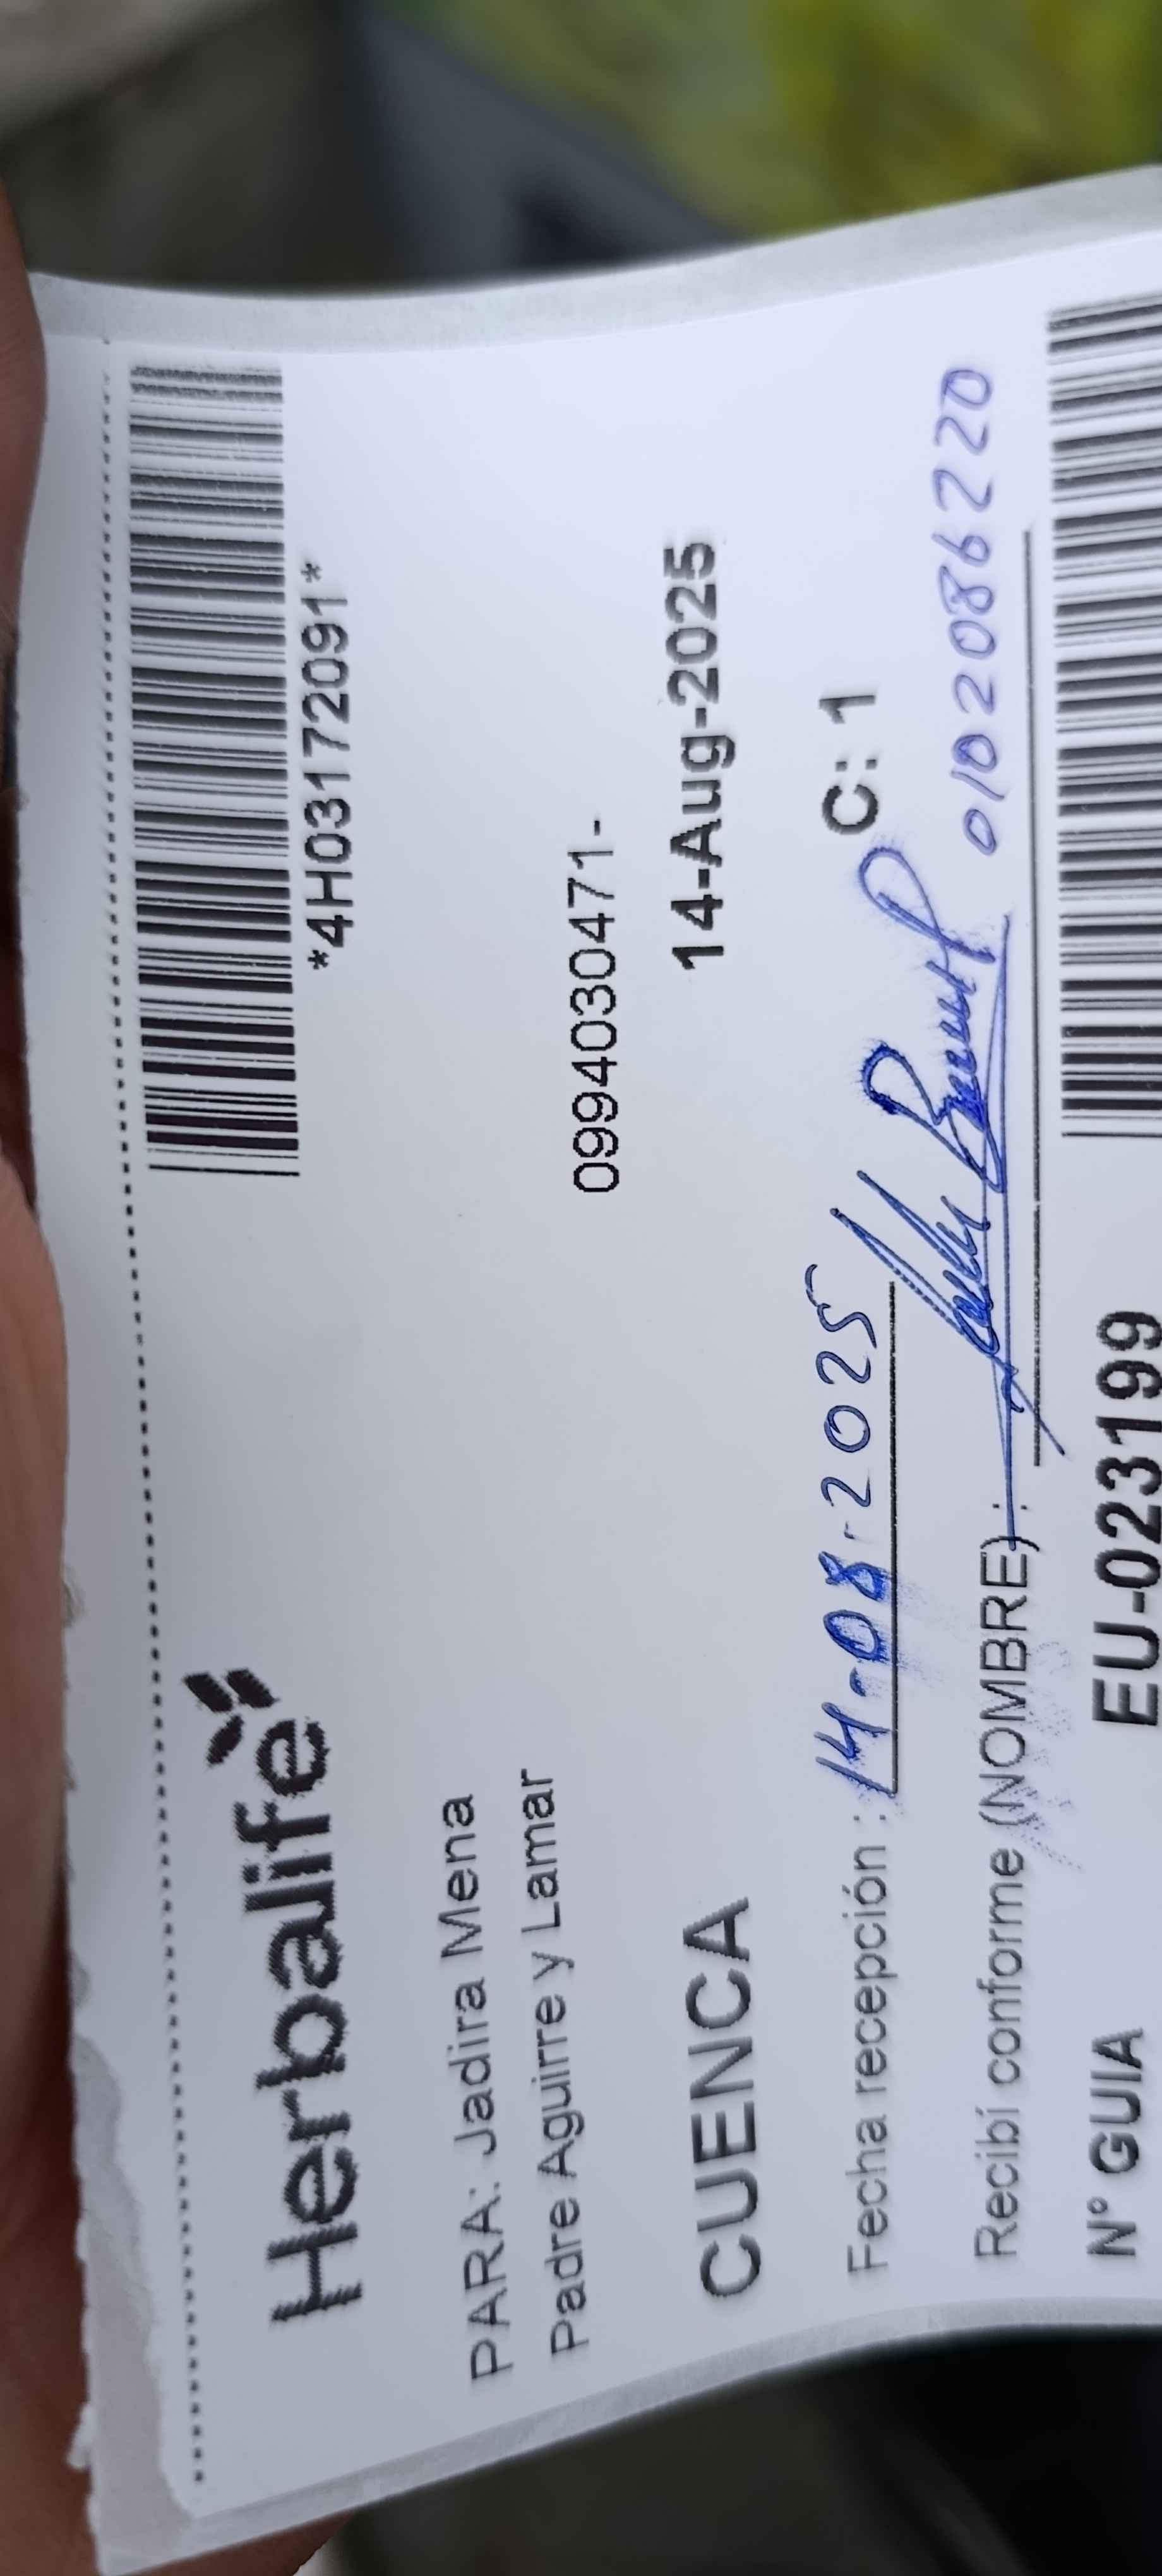 Herbalife
*4H03172091*
PARA: Jadira Mena
Padre Aguirre y Lamar
0994030471-
CUENCA 14-Aug-2025
Fecha recepción : 14-08-2025 C: 1
Recibí conforme (NOMBRE) : 0102086220
N° GUIA EU-023199